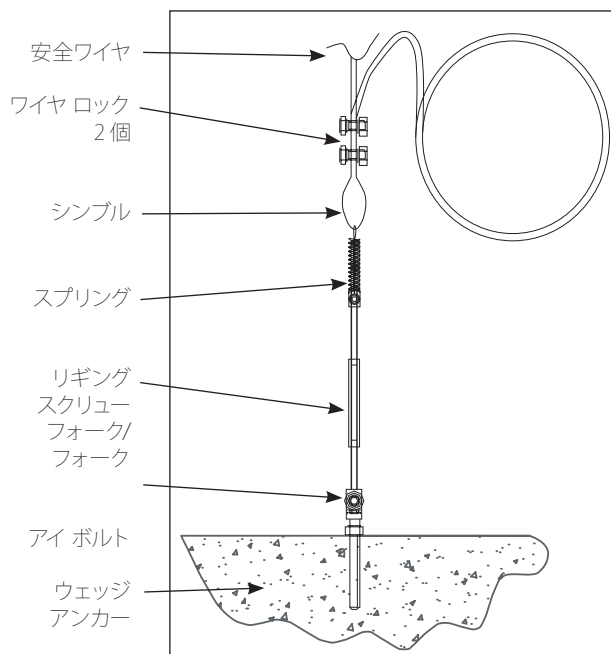 安全ワイヤ
ワイヤ ロック
2 個
シンブル
スプリング
リギング
スクリュー
フォーク/
フォーク
アイ ボルト
ウェッジ
アンカー